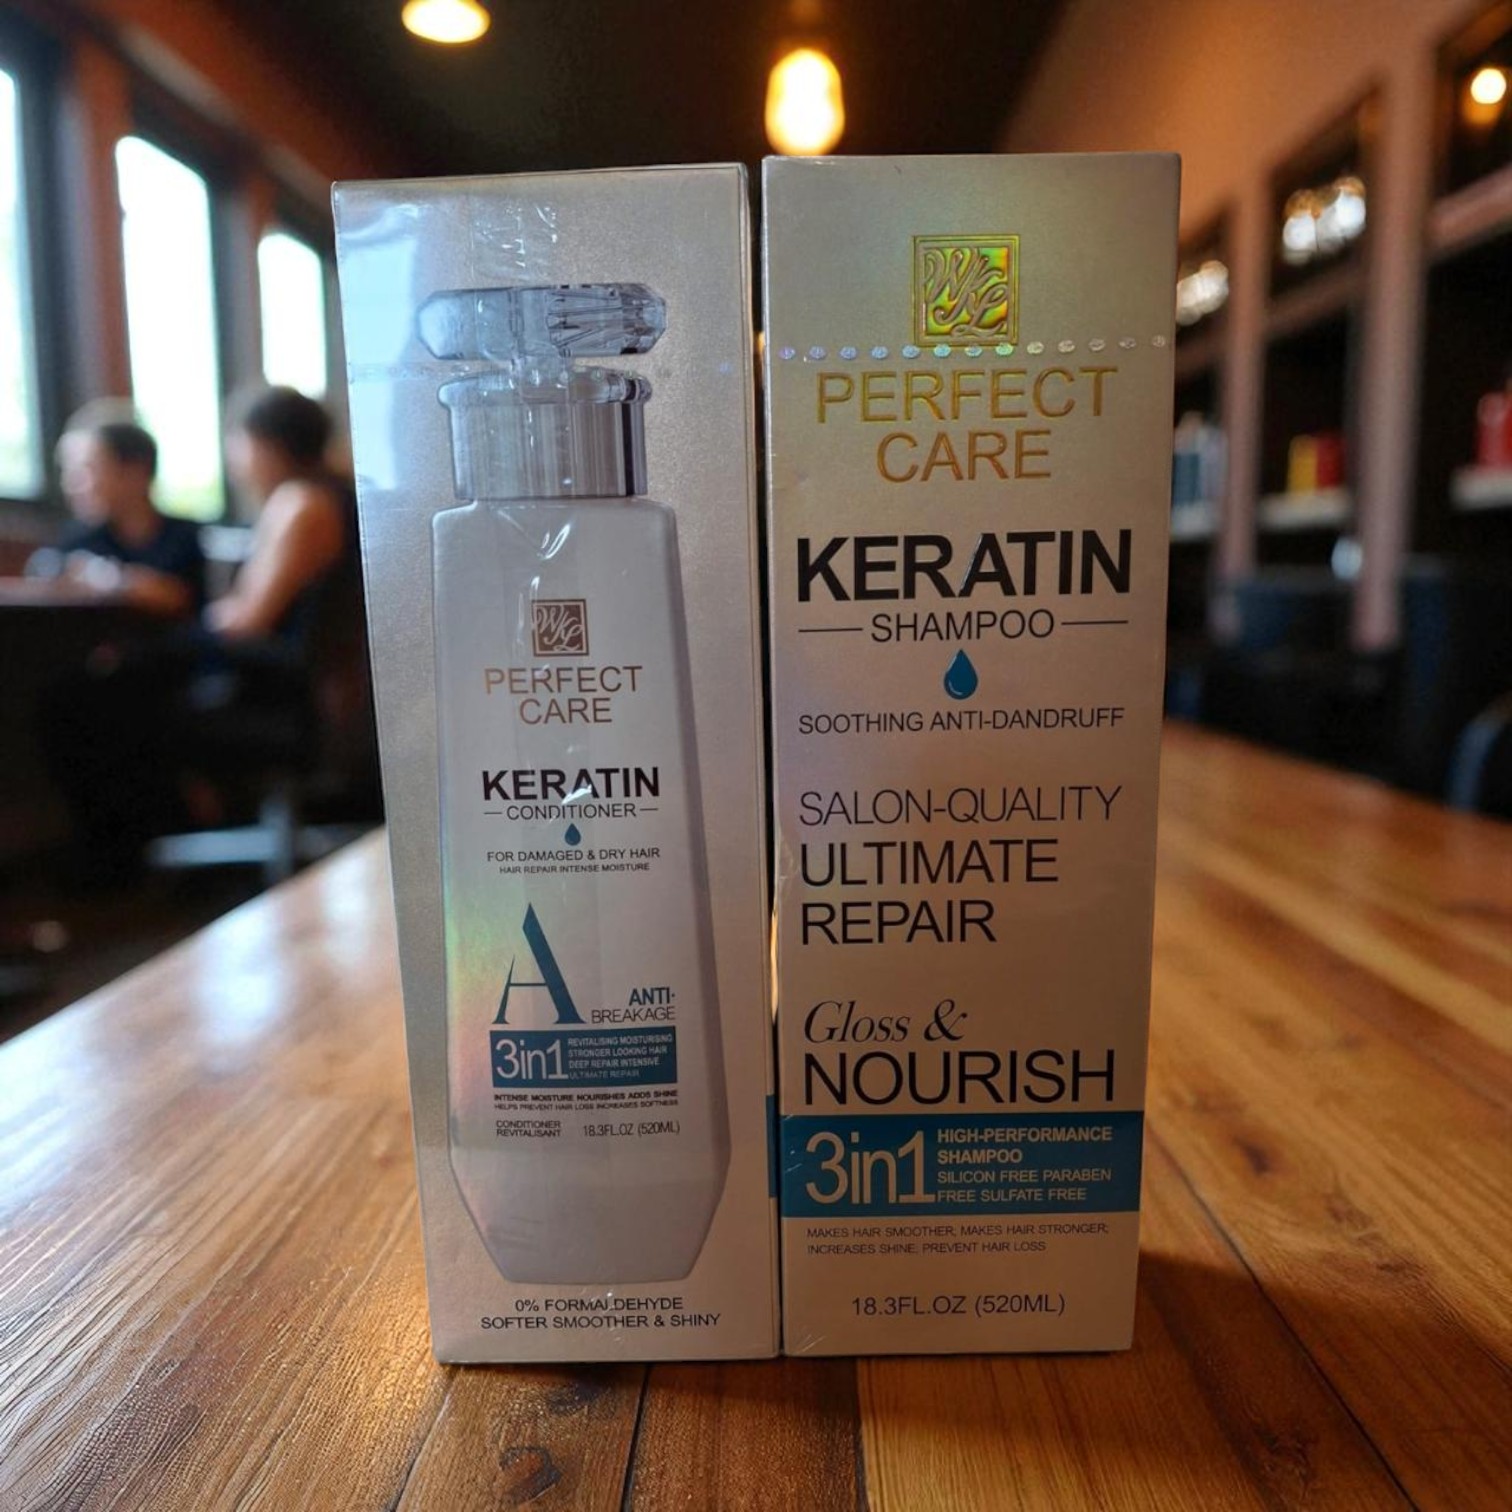 WKL
PERFECT
CARE
KERATIN
CONDITIONER
FOR DAMAGED & DRY HAIR
HAIR REPAIR INTENSE MOISTURE
A
ANTI-
BREAKAGE
3in1
REVITALISING MOISTURISING
STRONGER LOOKING HAIR
DEEP REPAIR INTENSIVE
ULTIMATE REPAIR
INTENSE MOISTURE NOURISHES ADDS SHINE
HELPS PREVENT HAIR LOSS INCREASES SOFTNESS
CONDITIONER
REVITALISANT
18.3FL.OZ (520ML)
0% FORMALDEHYDE
SOFTER SMOOTHER & SHINY
WKL
PERFECT
CARE
KERATIN
SHAMPOO
SOOTHING ANTI-DANDRUFF
SALON-QUALITY
ULTIMATE
REPAIR
Gloss &
NOURISH
3in1
HIGH-PERFORMANCE
SHAMPOO
SILICON FREE PARABEN
FREE SULFATE FREE
MAKES HAIR SMOOTHER; MAKES HAIR STRONGER;
INCREASES SHINE; PREVENT HAIR LOSS
18.3FL.OZ (520ML)